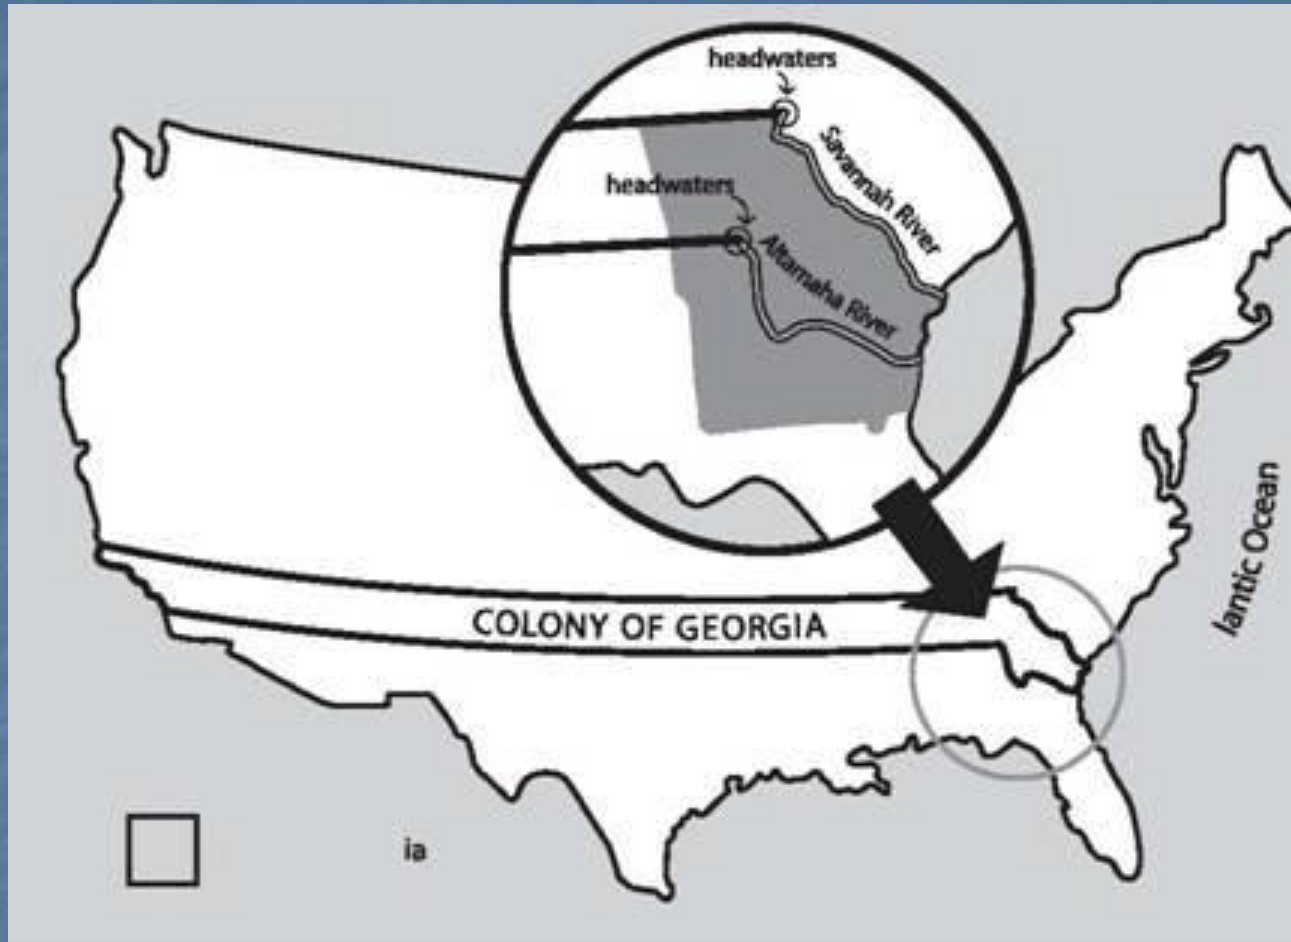 headwaters
Savannah River
headwaters
Altamaha River
COLONY OF GEORGIA
lantic Ocean
ia